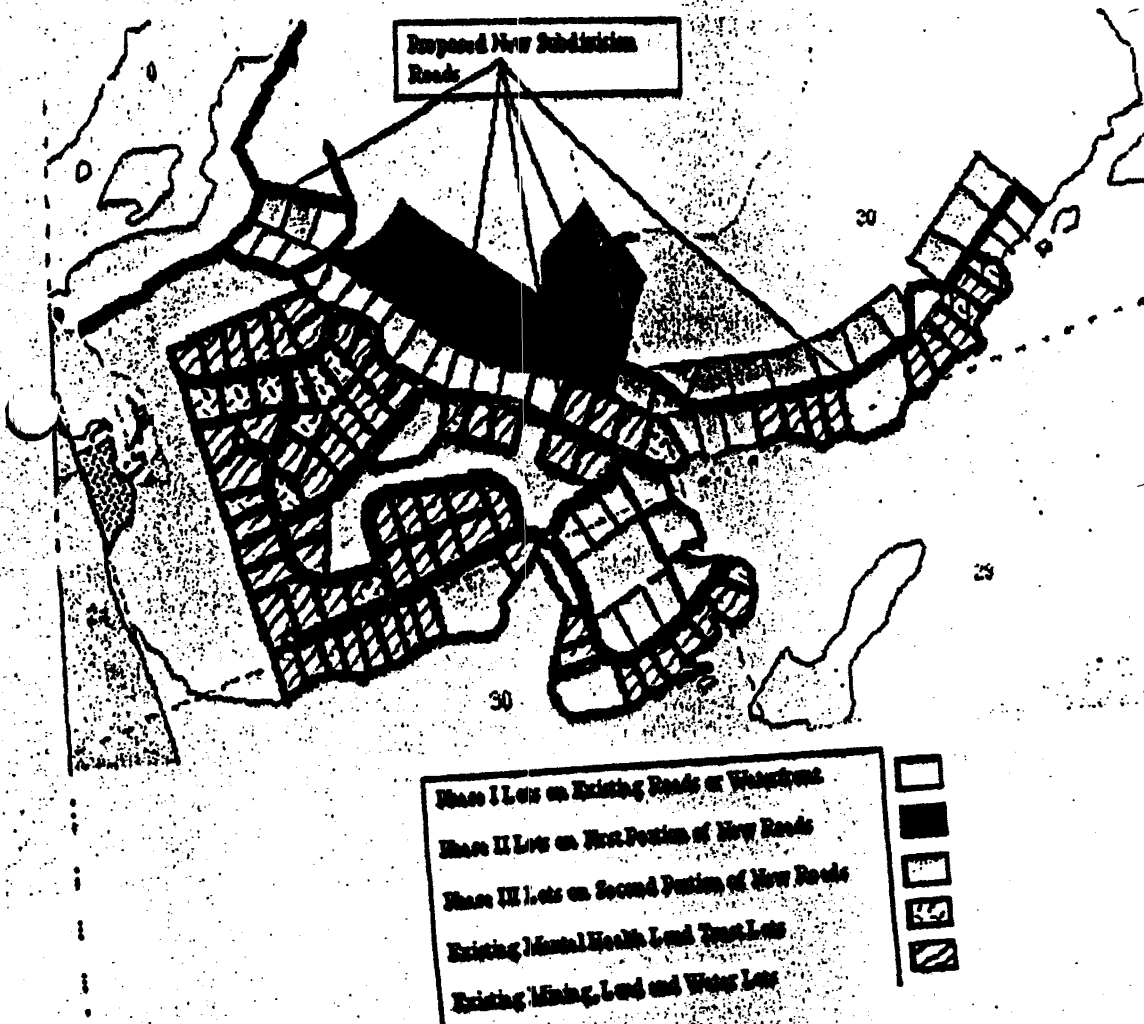 Proposed New Subdivision
Roads
20
29
30
Phase I Lots on Existing Roads or Waterfront
Phase II Lots on First Portion of New Roads
Phase III Lots on Second Portion of New Roads
Existing Mental Health Land Trust Lots
Existing Mining, Land and Water Lots